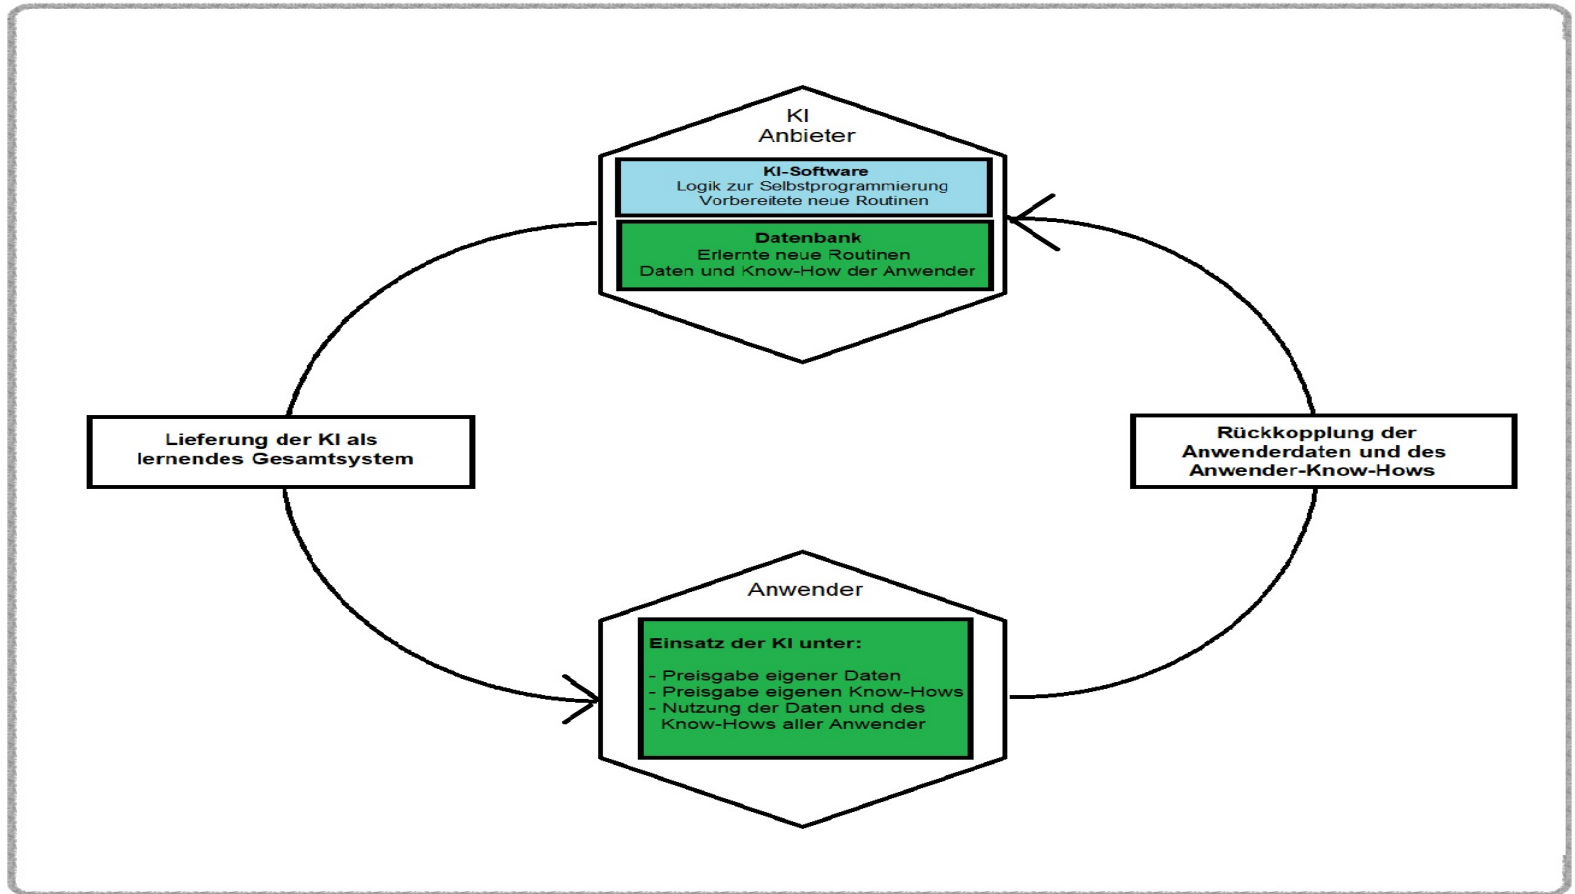 KI
Anbieter
KI-Software
Logik zur Selbstprogrammierung
Vorbereitete neue Routinen
Datenbank
Erlernte neue Routinen
Daten und Know-How der Anwender
Lieferung der KI als
lernendes Gesamtsystem
Rückkopplung der
Anwenderdaten und des
Anwender-Know-Hows
Anwender
Einsatz der KI unter:
- Preisgabe eigener Daten
- Preisgabe eigenen Know-Hows
- Nutzung der Daten und des
Know-Hows aller Anwender